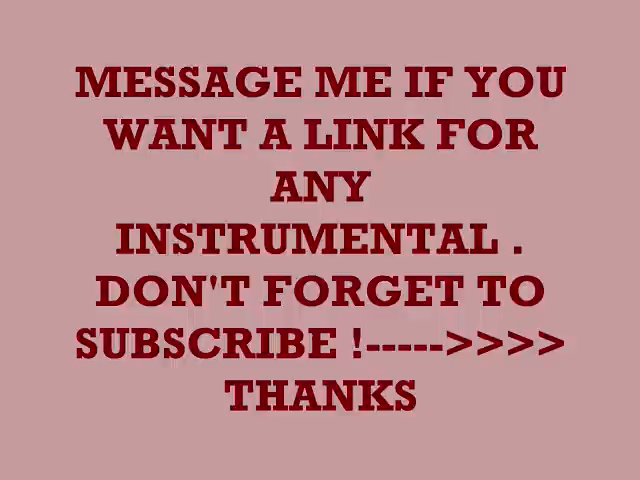 MESSAGE ME IF YOU
WANT A LINK FOR
ANY
INSTRUMENTAL .
DON'T FORGET TO
SUBSCRIBE !----->>>>
THANKS